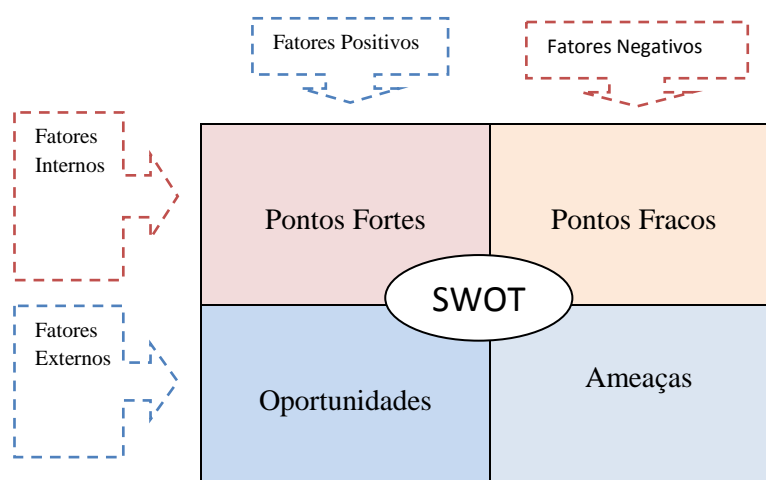 Fatores Positivos
Fatores Negativos
Fatores
Internos
Pontos Fortes
Pontos Fracos
SWOT
Fatores
Externos
Oportunidades
Ameaças